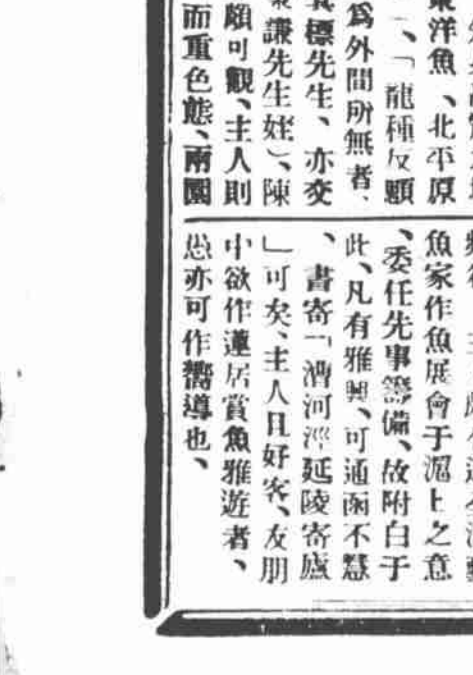 東洋魚、北平原
、「龍種反顋
爲外間所無者、
標先生、亦交
謙先生姪)、陳
頗可觀、主人則
而重色態、兩園
魚家作魚展會于滬上之意
、委任先事籌備、故附白于
此、凡有雅興、可通函不慧
、書寄「漕河涇延陵寄廬
」可矣、主人且好客、友朋
中欲作蓮居賞魚雅遊者、
慫亦可作嚮導也、